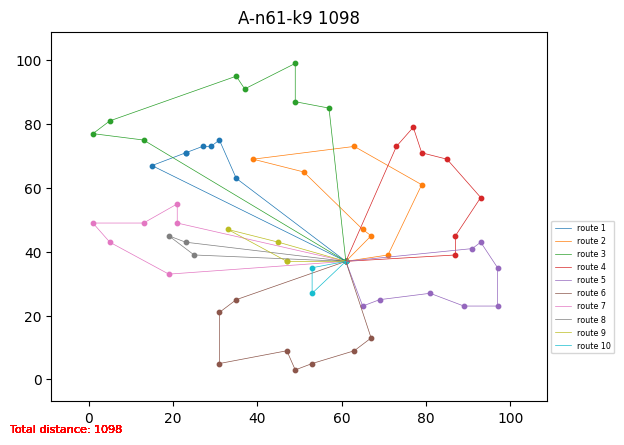 A-n61-k9 1098
100
80
60
40
20
0
0 20 40 60 80 100
route 1
route 2
route 3
route 4
route 5
route 6
route 7
route 8
route 9
route 10
Total distance: 1098